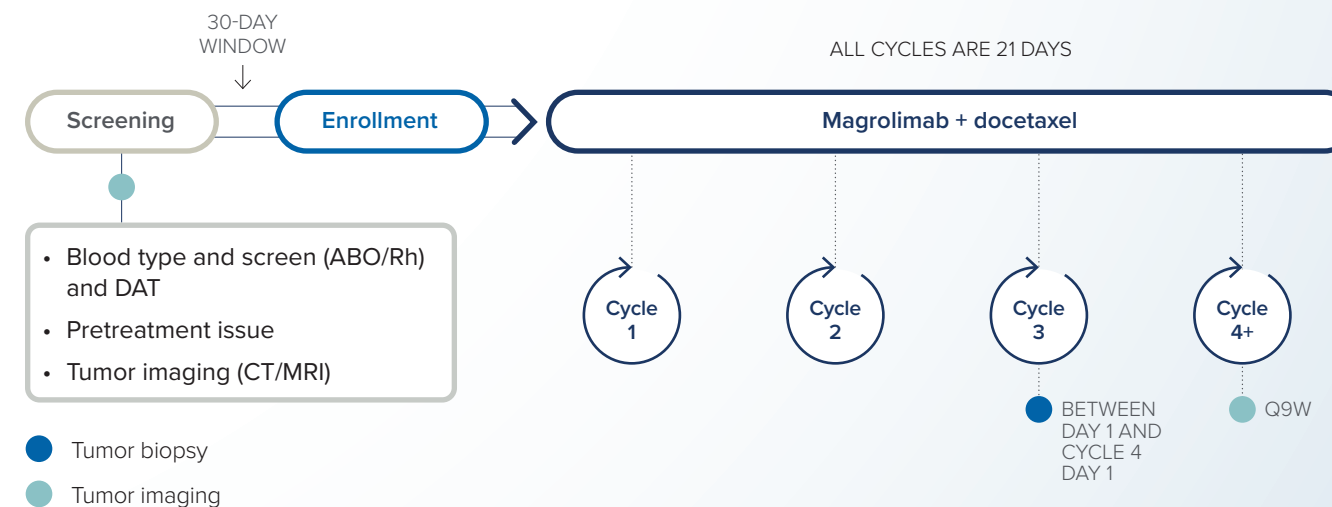 30-DAY
WINDOW
ALL CYCLES ARE 21 DAYS
Screening
Enrollment
Magrolimab + docetaxel
• Blood type and screen (ABO/Rh)
and DAT
• Pretreatment issue
• Tumor imaging (CT/MRI)
Cycle
1
Cycle
2
Cycle
3
Cycle
4+
BETWEEN
DAY 1 AND
CYCLE 4
DAY 1
Q9W
Tumor biopsy
Tumor imaging